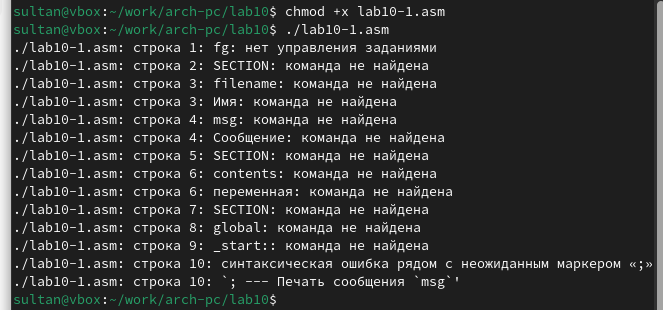 sultan@vbox:~/work/arch-pc/lab10$ chmod +x lab10-1.asm
sultan@vbox:~/work/arch-pc/lab10$ ./lab10-1.asm
./lab10-1.asm: строка 1: fg: нет управления заданиями
./lab10-1.asm: строка 2: SECTION: команда не найдена
./lab10-1.asm: строка 3: filename: команда не найдена
./lab10-1.asm: строка 3: Имя: команда не найдена
./lab10-1.asm: строка 4: msg: команда не найдена
./lab10-1.asm: строка 4: Сообщение: команда не найдена
./lab10-1.asm: строка 5: SECTION: команда не найдена
./lab10-1.asm: строка 6: contents: команда не найдена
./lab10-1.asm: строка 6: переменная: команда не найдена
./lab10-1.asm: строка 7: SECTION: команда не найдена
./lab10-1.asm: строка 8: global: команда не найдена
./lab10-1.asm: строка 9: _start:: команда не найдена
./lab10-1.asm: строка 10: синтаксическая ошибка рядом с неожиданным маркером «;»
./lab10-1.asm: строка 10: `; --- Печать сообщения `msg`'
sultan@vbox:~/work/arch-pc/lab10$